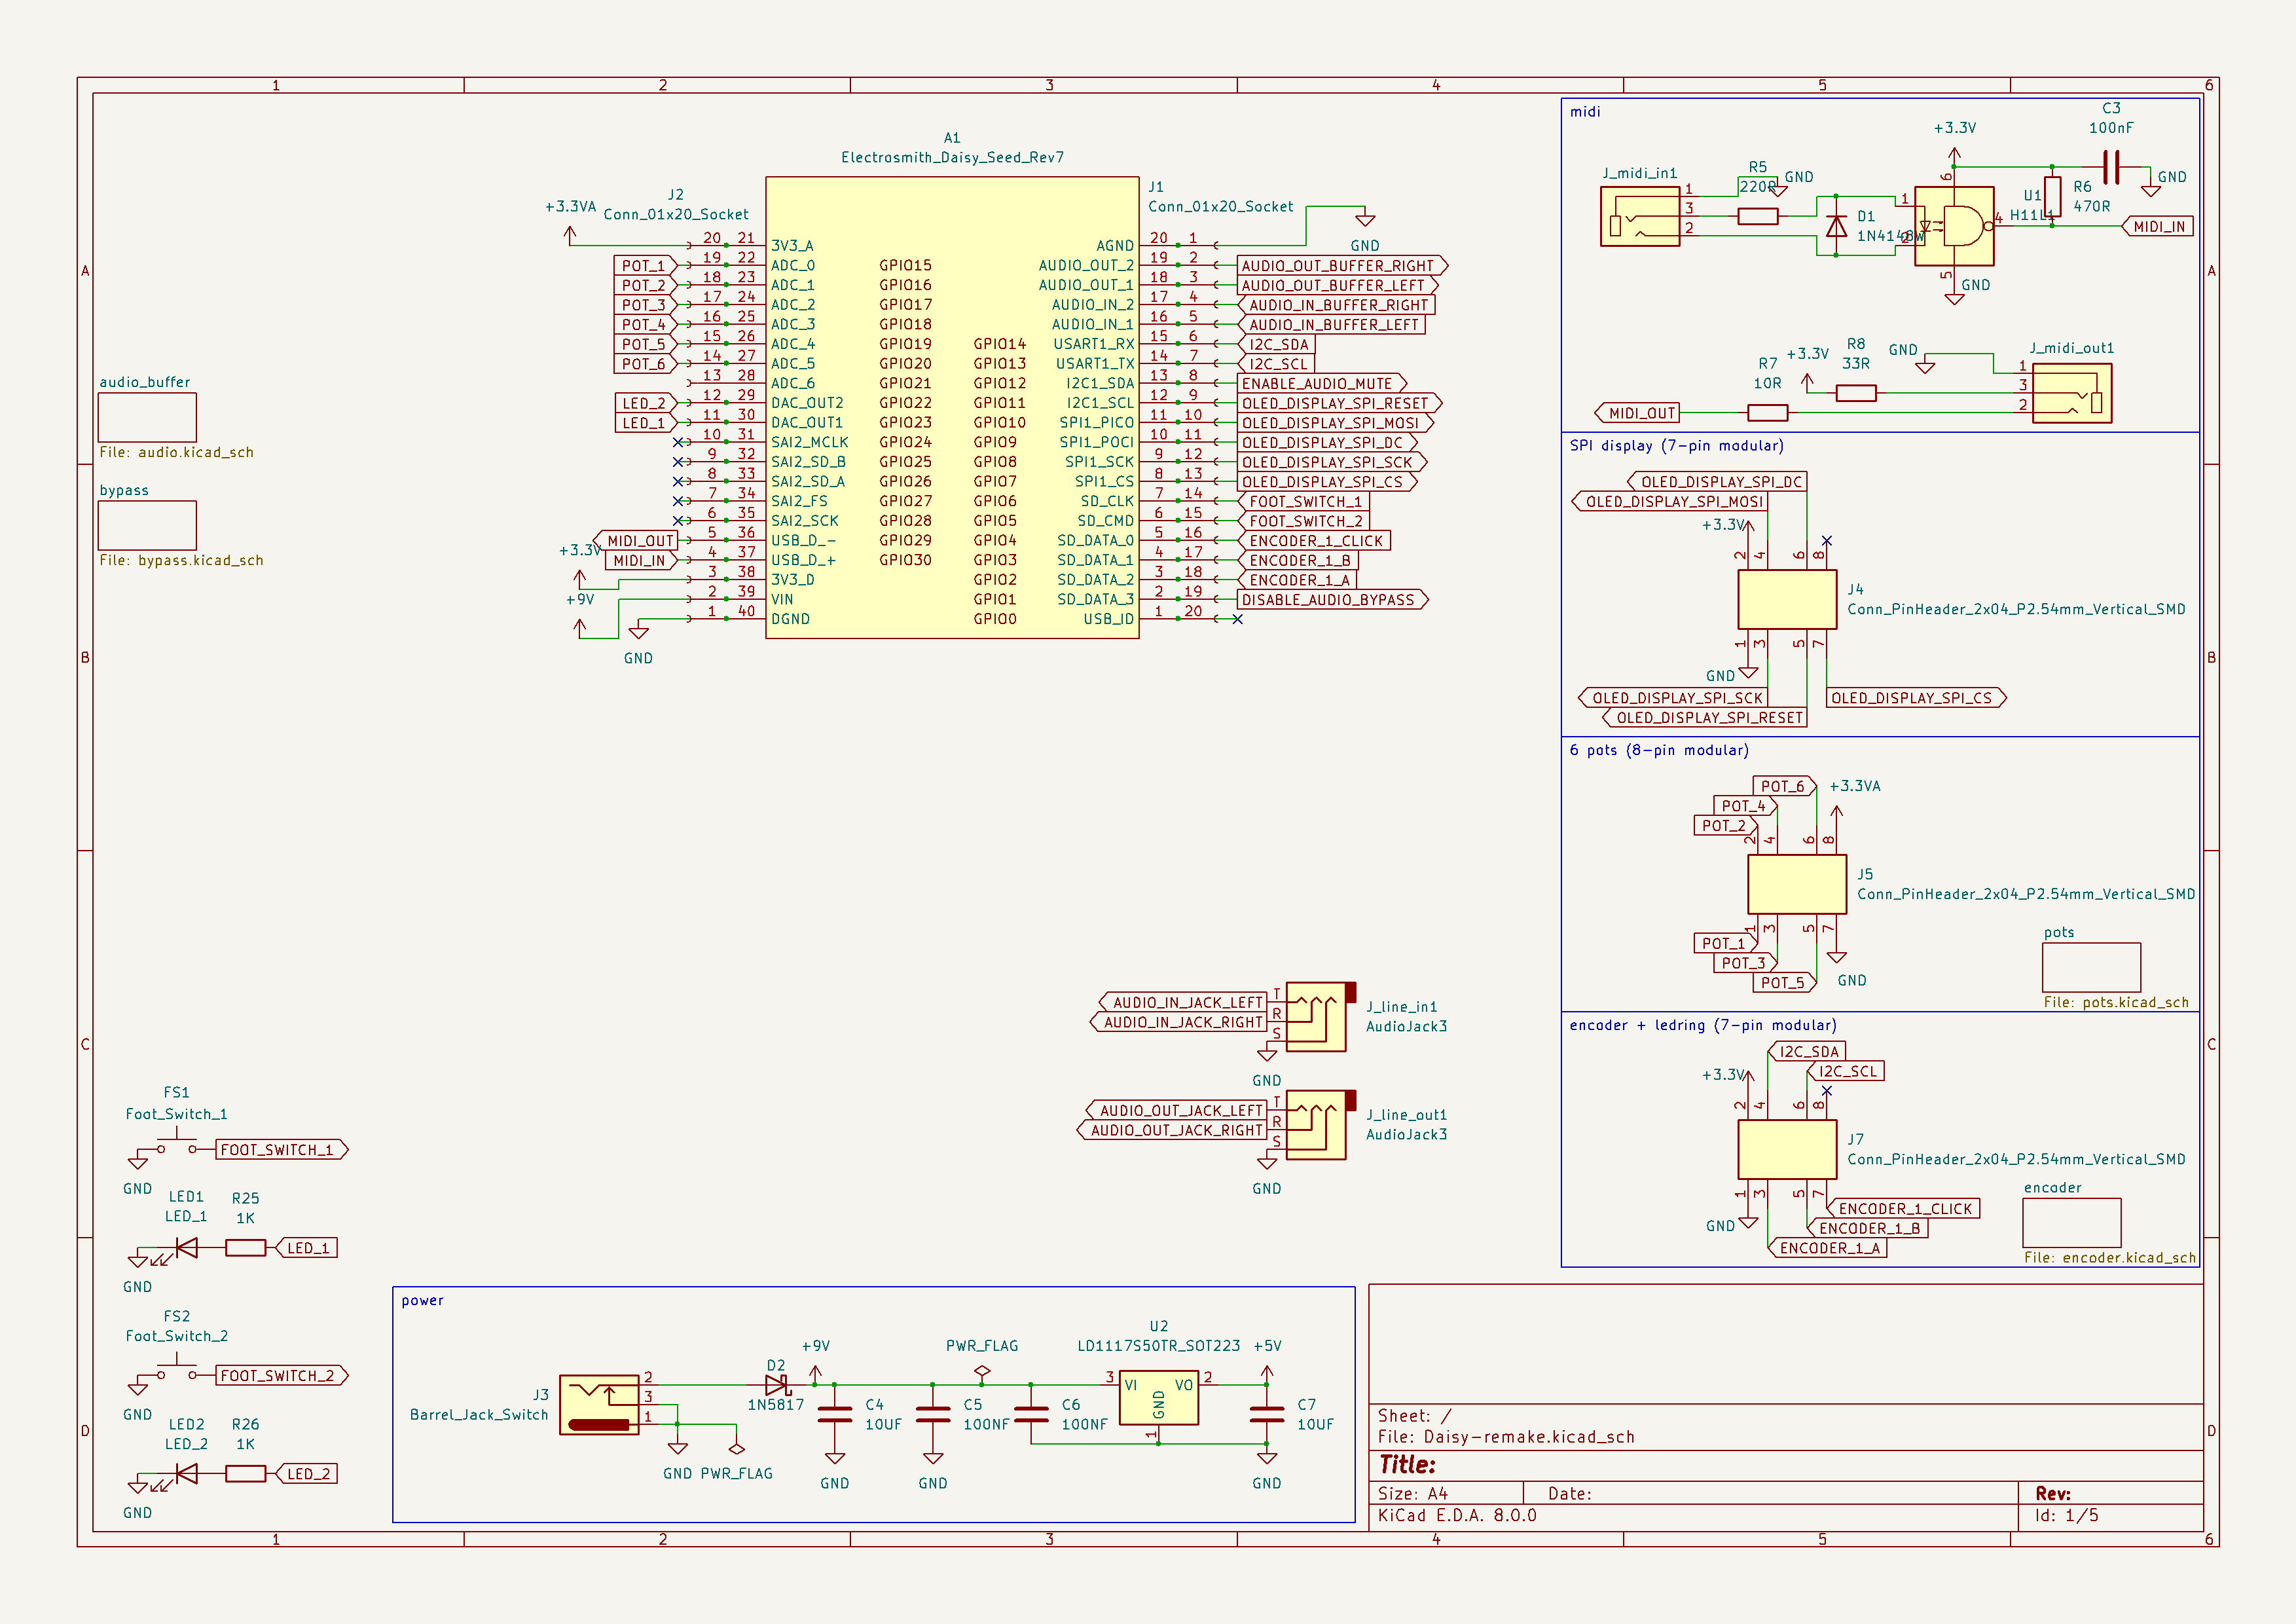 1 2 3 4 5 6
A
B
C
D
A1
Electrosmith_Daisy_Seed_Rev7
J2
Conn_01x20_Socket
J1
Conn_01x20_Socket
+3.3VA
20 21 3V3_A
POT_1 19 22 ADC_0 GPIO15
POT_2 18 23 ADC_1 GPIO16
POT_3 17 24 ADC_2 GPIO17
POT_4 16 25 ADC_3 GPIO18
POT_5 15 26 ADC_4 GPIO19
POT_6 14 27 ADC_5 GPIO20
13 28 ADC_6 GPIO21
LED_2 12 29 DAC_OUT2 GPIO22
LED_1 11 30 DAC_OUT1 GPIO23
10 31 SAI2_MCLK GPIO24
9 32 SAI2_SD_B GPIO25
8 33 SAI2_SD_A GPIO26
7 34 SAI2_FS GPIO27
6 35 SAI2_SCK GPIO28
MIDI_OUT 5 36 USB_D_- GPIO29
MIDI_IN 4 37 USB_D_+ GPIO30
+3.3V 3 38 3V3_D
+9V 2 39 VIN
1 40 DGND
GND
AGND 20 1
GND
AUDIO_OUT_2 19 2 AUDIO_OUT_BUFFER_RIGHT
AUDIO_OUT_1 18 3 AUDIO_OUT_BUFFER_LEFT
AUDIO_IN_2 17 4 AUDIO_IN_BUFFER_RIGHT
AUDIO_IN_1 16 5 AUDIO_IN_BUFFER_LEFT
GPIO14 USART1_RX 15 6 I2C_SDA
GPIO13 USART1_TX 14 7 I2C_SCL
GPIO12 I2C1_SDA 13 8 ENABLE_AUDIO_MUTE
GPIO11 I2C1_SCL 12 9 OLED_DISPLAY_SPI_RESET
GPIO10 SPI1_PICO 11 10 OLED_DISPLAY_SPI_MOSI
GPIO9 SPI1_POCI 10 11 OLED_DISPLAY_SPI_DC
GPIO8 SPI1_SCK 9 12 OLED_DISPLAY_SPI_SCK
GPIO7 SPI1_CS 8 13 OLED_DISPLAY_SPI_CS
GPIO6 SD_CLK 7 14 FOOT_SWITCH_1
GPIO5 SD_CMD 6 15 FOOT_SWITCH_2
GPIO4 SD_DATA_0 5 16 ENCODER_1_CLICK
GPIO3 SD_DATA_1 4 17 ENCODER_1_B
GPIO2 SD_DATA_2 3 18 ENCODER_1_A
GPIO1 SD_DATA_3 2 19 DISABLE_AUDIO_BYPASS
GPIO0 USB_ID 1 20
audio_buffer
File: audio.kicad_sch
bypass
File: bypass.kicad_sch
midi
J_midi_in1
1
3
2
R5
220R
GND
D1
1N4148W
+3.3V
6
1
2
4
5
U1
H11L1
GND
R6
470R
C3
100nF
GND
MIDI_IN
MIDI_OUT
R7
10R
+3.3V
R8
33R
GND
J_midi_out1
1
3
2
SPI display (7-pin modular)
OLED_DISPLAY_SPI_DC
OLED_DISPLAY_SPI_MOSI
+3.3V
2 4 6 8
J4
Conn_PinHeader_2x04_P2.54mm_Vertical_SMD
1 3 5 7
GND
OLED_DISPLAY_SPI_SCK
OLED_DISPLAY_SPI_CS
OLED_DISPLAY_SPI_RESET
6 pots (8-pin modular)
POT_6
+3.3VA
POT_4
POT_2
2 4 6 8
J5
Conn_PinHeader_2x04_P2.54mm_Vertical_SMD
1 3 5 7
POT_1
POT_3
POT_5
GND
pots
File: pots.kicad_sch
encoder + ledring (7-pin modular)
I2C_SDA
I2C_SCL
+3.3V
2 4 6 8
J7
Conn_PinHeader_2x04_P2.54mm_Vertical_SMD
1 3 5 7
GND
ENCODER_1_CLICK
ENCODER_1_B
ENCODER_1_A
encoder
File: encoder.kicad_sch
AUDIO_IN_JACK_LEFT T
AUDIO_IN_JACK_RIGHT R
S
GND
J_line_in1
AudioJack3
AUDIO_OUT_JACK_LEFT T
AUDIO_OUT_JACK_RIGHT R
S
GND
J_line_out1
AudioJack3
FS1
Foot_Switch_1
FOOT_SWITCH_1
GND
LED1
LED_1
R25
1K
LED_1
GND
FS2
Foot_Switch_2
FOOT_SWITCH_2
GND
LED2
LED_2
R26
1K
LED_2
GND
power
J3
Barrel_Jack_Switch
2
3
1
GND
PWR_FLAG
D2
1N5817
+9V
C4
10UF
GND
C5
100NF
GND
PWR_FLAG
C6
100NF
U2
LD1117S50TR_SOT223
3 VI VO 2
GND
1
+5V
C7
10UF
GND
Sheet: /
File: Daisy-remake.kicad_sch
Title:
Size: A4 Date: Rev:
KiCad E.D.A. 8.0.0 Id: 1/5
1 2 3 4 5 6
A
B
C
D